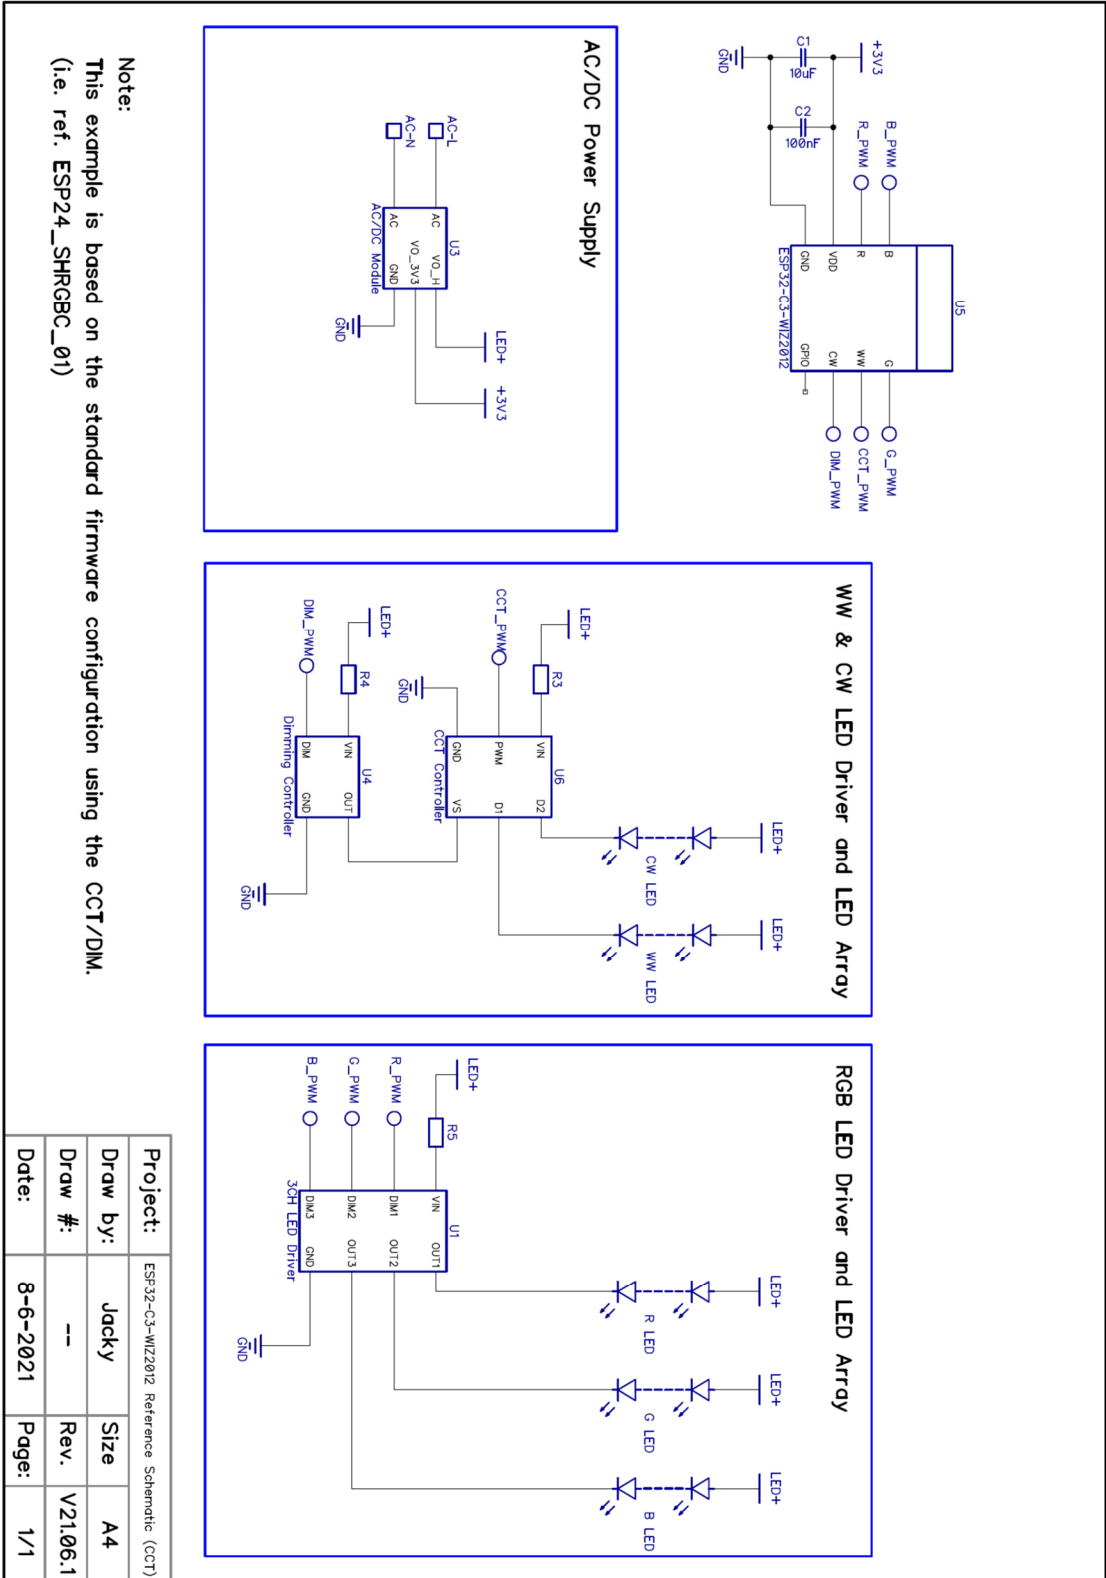 +3V3
C1
10uF
GND
C2
100nF
B_PWM
R_PWM
U5
B
R
VDD
GND
G
WW
CW
GPIO
ESP32-C3-WIZ2012
G_PWM
CCT_PWM
DIM_PWM
AC/DC Power Supply
AC-L
AC-N
U3
AC
AC
VO_H
VO_3V3
GND
AC/DC Module
GND
LED+
+3V3
WW & CW LED Driver and LED Array
LED+
R3
CCT_PWM
GND
U6
VIN
PWM
GND
D2
D1
VS
CCT Controller
LED+
R4
DIM_PWM
U4
VIN
DIM
OUT
GND
Dimming Controller
GND
LED+
CW LED
LED+
WW LED
RGB LED Driver and LED Array
LED+
R5
R_PWM
G_PWM
B_PWM
U1
VIN
DIM1
DIM2
DIM3
OUT1
OUT2
OUT3
GND
3CH LED Driver
GND
LED+
R LED
LED+
G LED
LED+
B LED
Note:
This example is based on the standard firmware configuration using the CCT/DIM.
(i.e. ref. ESP24_SHRGBC_01)
Project: ESP32-C3-WIZ2012 Reference Schematic (CCT)
Draw by: Jacky Size A4
Draw #: -- Rev. V21.06.1
Date: 8-6-2021 Page: 1/1